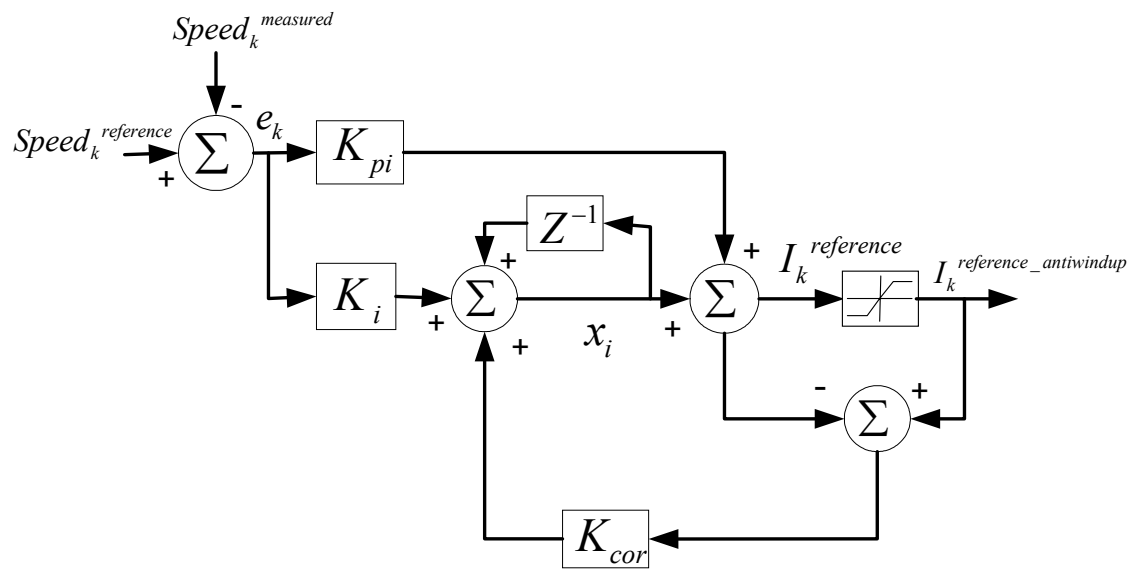 Speed_k^measured
-
Speed_k^reference
+
Σ
e_k
K_pi
Z^−1
+
+
I_k^reference
I_k^reference_antiwindup
K_i
+
Σ
+
x_i
+
Σ
-
+
Σ
K_cor